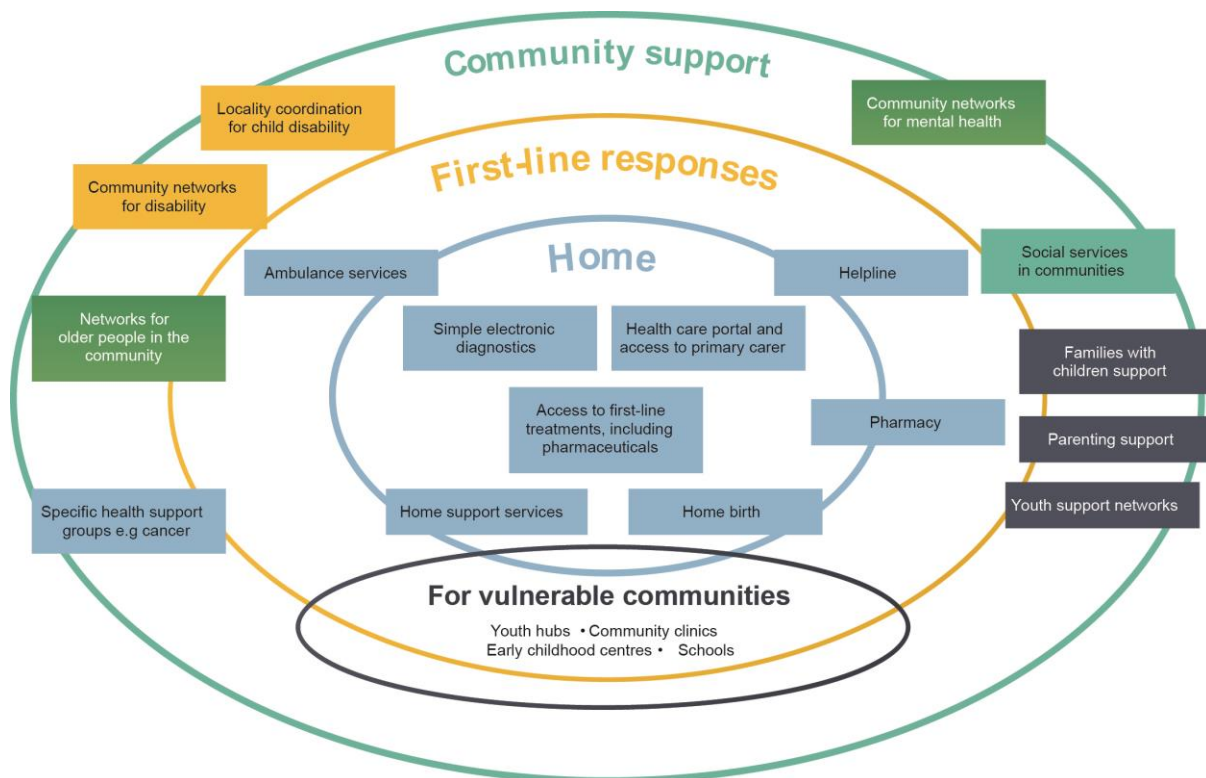 Community support
Locality coordination
for child disability
Community networks
for mental health
First-line responses
Community networks
for disability
Home
Ambulance services
Helpline
Social services
in communities
Networks for
older people in the
community
Simple electronic
diagnostics
Health care portal and
access to primary carer
Families with
children support
Access to first-line
treatments, including
pharmaceuticals
Pharmacy
Parenting support
Specific health support
groups e.g cancer
Home support services
Home birth
Youth support networks
For vulnerable communities
Youth hubs • Community clinics
Early childhood centres • Schools